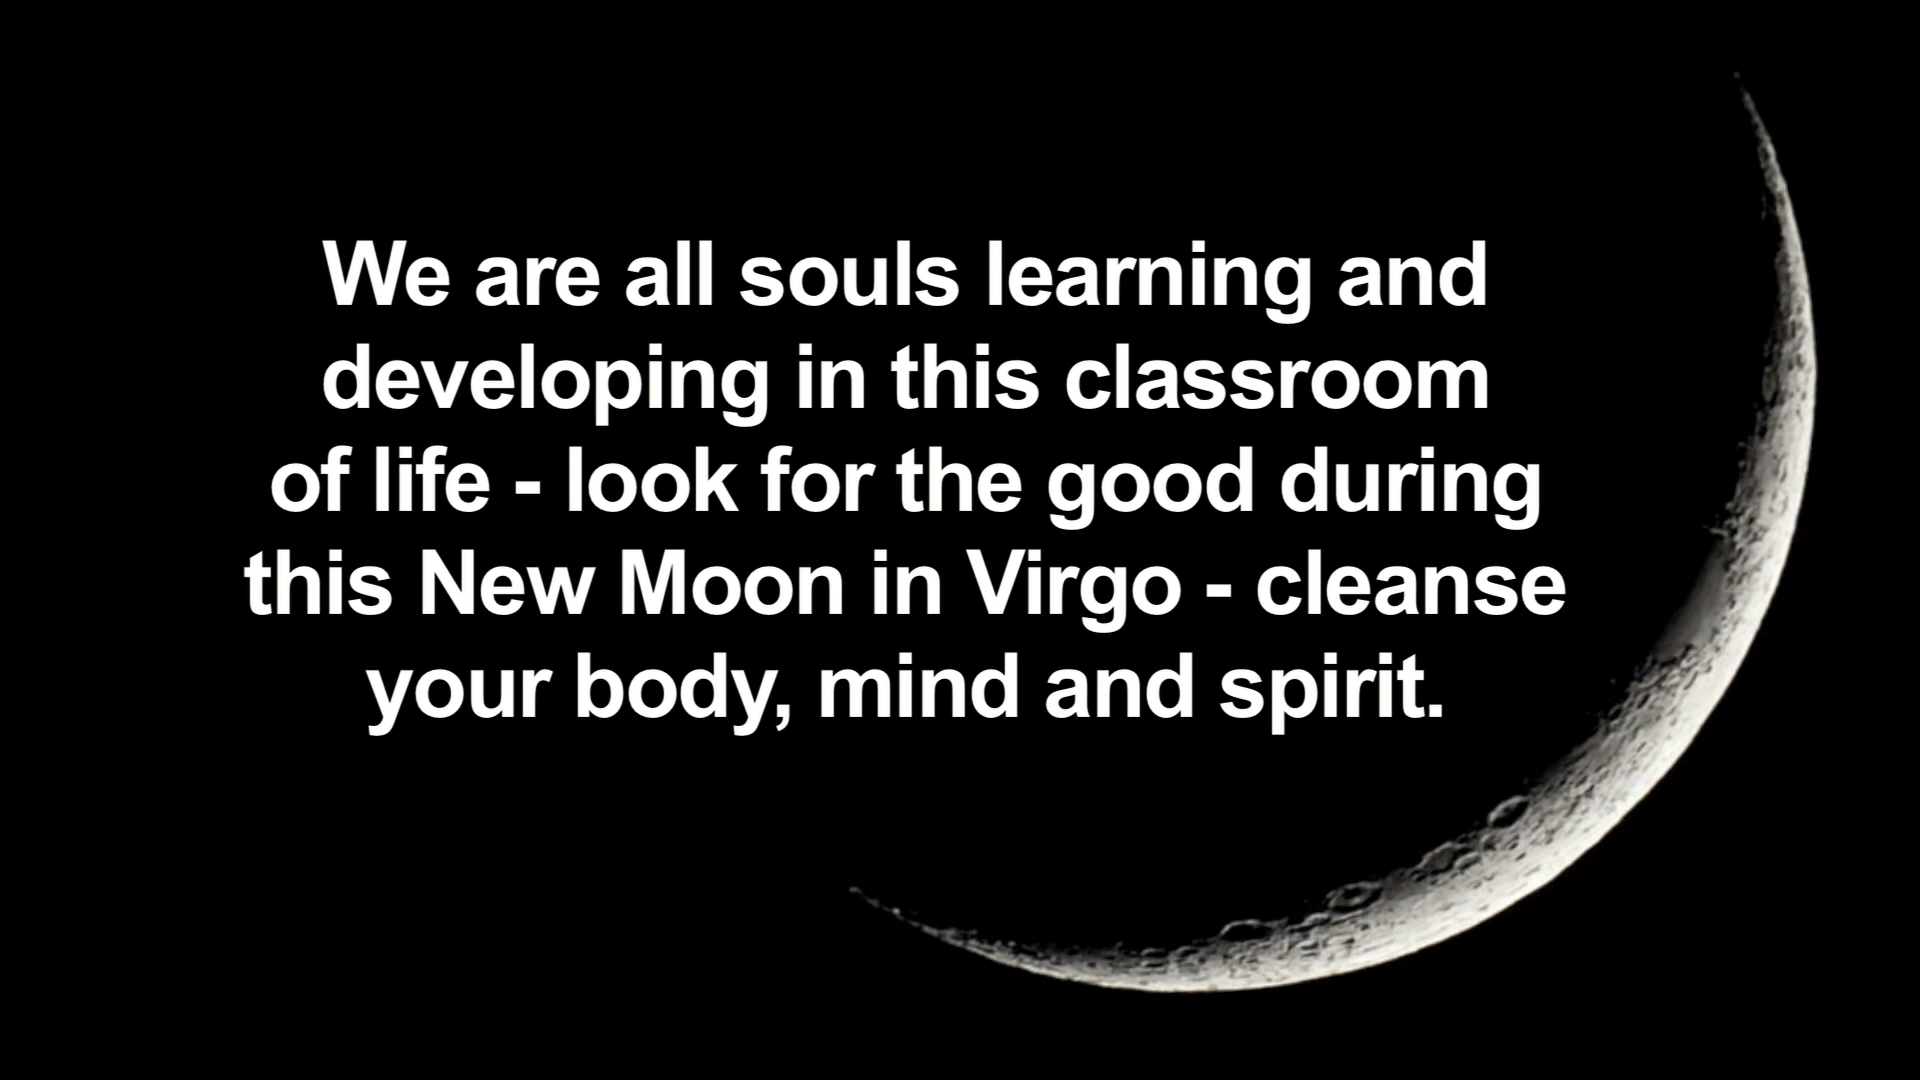 We are all souls learning and
developing in this classroom
of life - look for the good during
this New Moon in Virgo - cleanse
your body, mind and spirit.